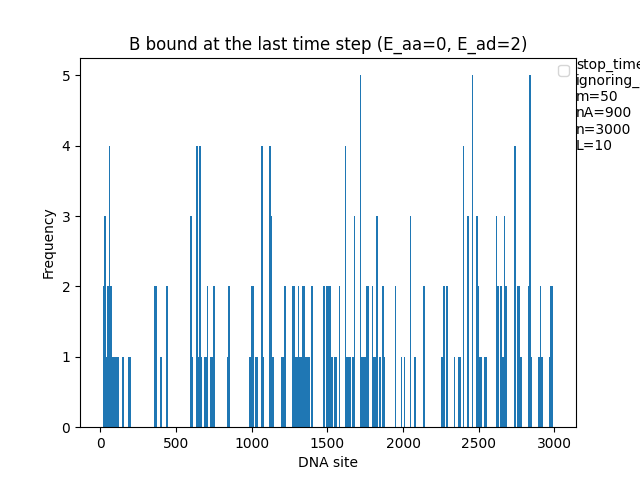 B bound at the last time step (E_aa=0, E_ad=2)
stop_time
ignoring_
m=50
nA=900
n=3000
L=10
5
4
3
2
1
0
Frequency
0 500 1000 1500 2000 2500 3000
DNA site